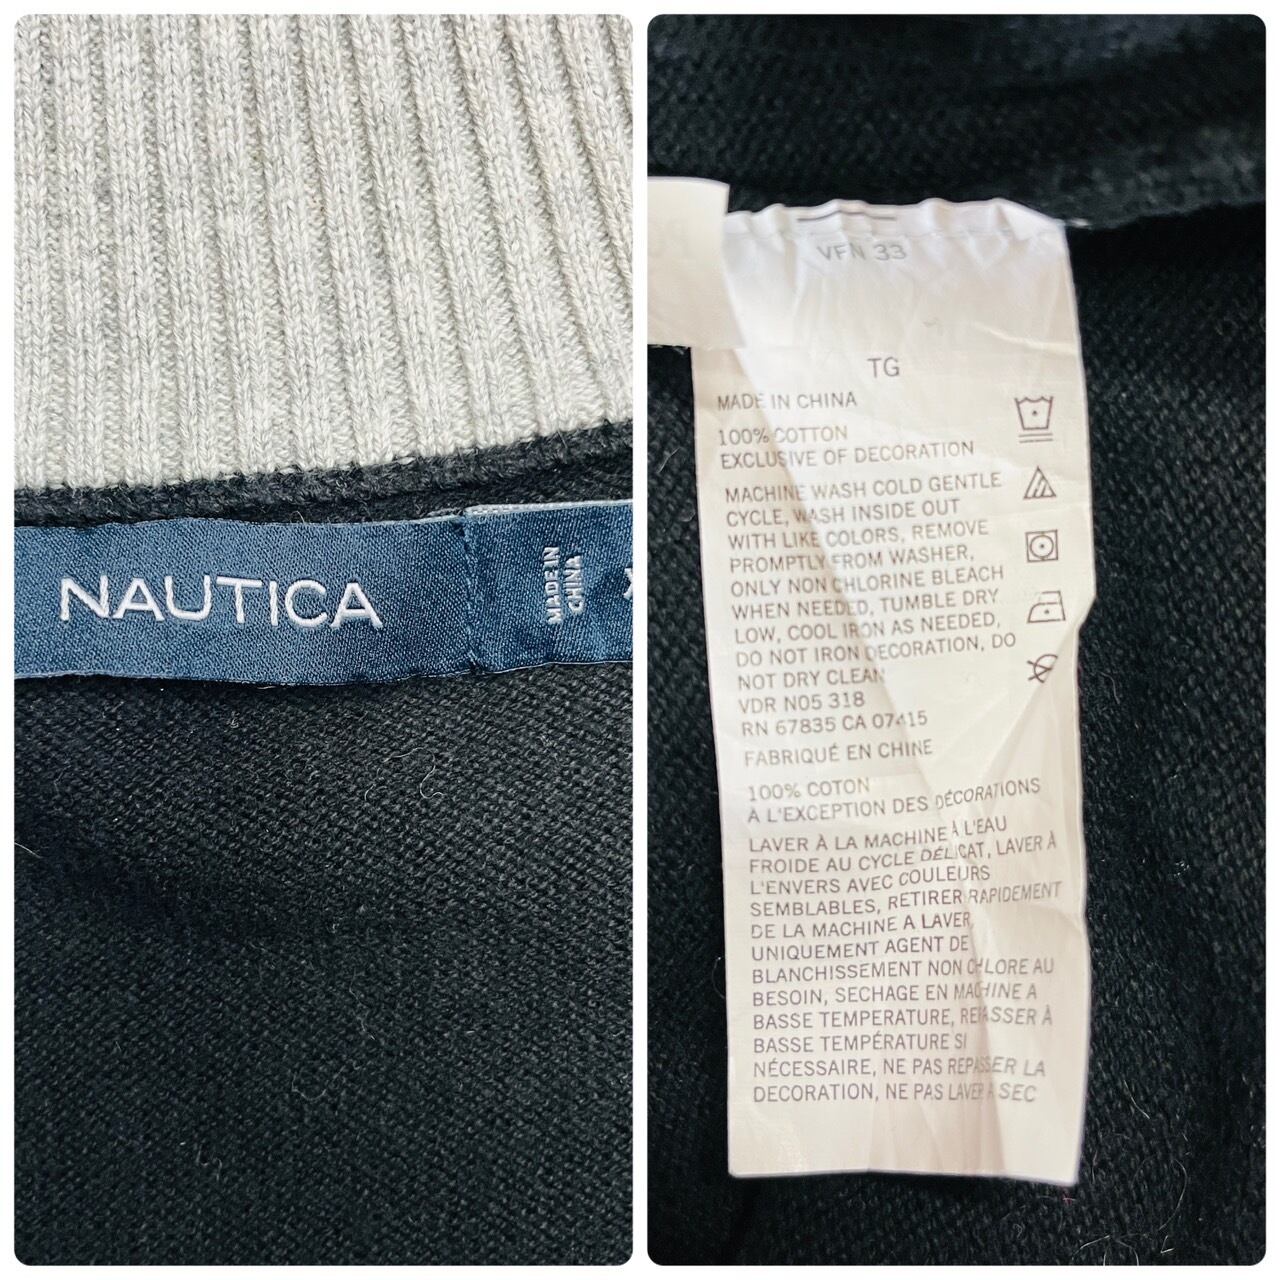 NAUTICA
MADE IN
CHINA
VFN 33
TG
MADE IN CHINA
100% COTTON
EXCLUSIVE OF DECORATION
MACHINE WASH COLD GENTLE
CYCLE, WASH INSIDE OUT
WITH LIKE COLORS, REMOVE
PROMPTLY FROM WASHER,
ONLY NON CHLORINE BLEACH
WHEN NEEDED, TUMBLE DRY
LOW, COOL IRON AS NEEDED,
DO NOT IRON DECORATION, DO
NOT DRY CLEAN
VDR N05 318
RN 67835 CA 07415
FABRIQUÉ EN CHINE
100% COTON
À L'EXCEPTION DES DÉCORATIONS
LAVER À LA MACHINE À L'EAU
FROIDE AU CYCLE DÉLICAT, LAVER À
L'ENVERS AVEC COULEURS
SEMBLABLES, RETIRER RAPIDEMENT
DE LA MACHINE A LAVER
UNIQUEMENT AGENT DE
BLANCHISSEMENT NON CHLORE AU
BESOIN, SECHAGE EN MACHINE A
BASSE TEMPERATURE, REPASSER À
BASSE TEMPÉRATURE SI
NÉCESSAIRE, NE PAS REPASSER LA
DECORATION, NE PAS LAVER A SEC